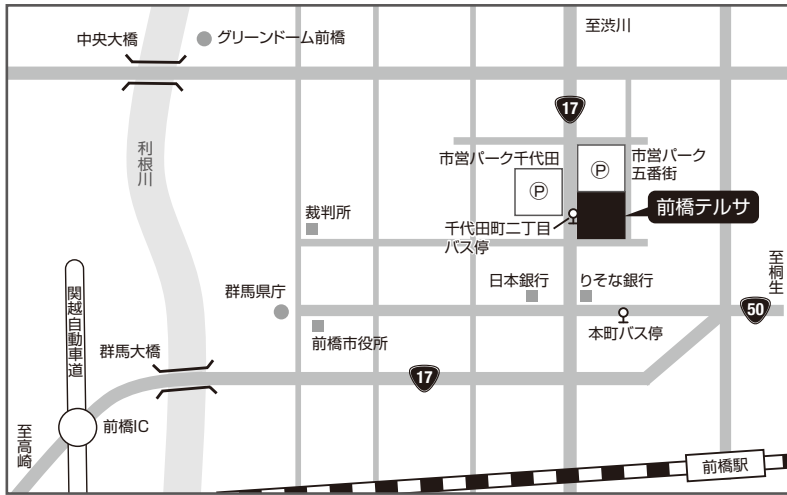 至渋川
中央大橋
グリーンドーム前橋
17
利根川
市営パーク千代田
市営パーク
五番街
P
P
前橋テルサ
裁判所
千代田町二丁目
バス停
至桐生
関越自動車道
群馬県庁
日本銀行
りそな銀行
50
前橋市役所
本町バス停
群馬大橋
17
至高崎
前橋IC
前橋駅